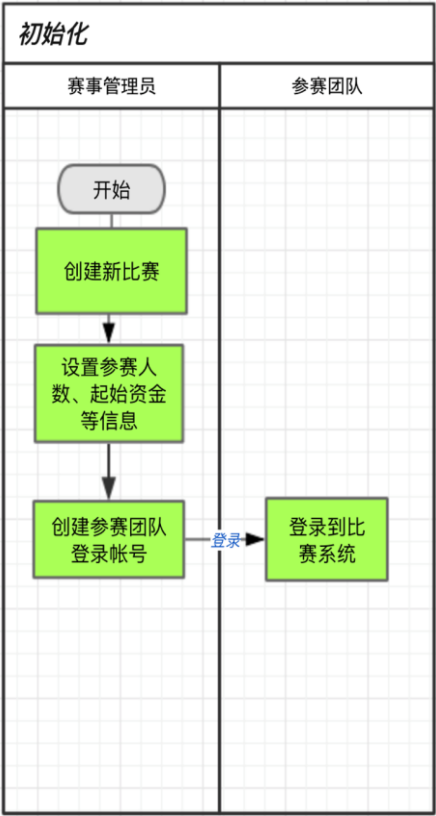 初始化
赛事管理员
参赛团队
开始
创建新比赛
设置参赛人
数、起始资金
等信息
创建参赛团队
登录帐号
登录
登录到比
赛系统